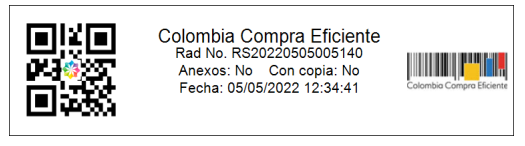 Colombia Compra Eficiente
Rad No. RS20220505005140
Anexos: No Con copia: No
Fecha: 05/05/2022 12:34:41
Colombia Compra Eficiente